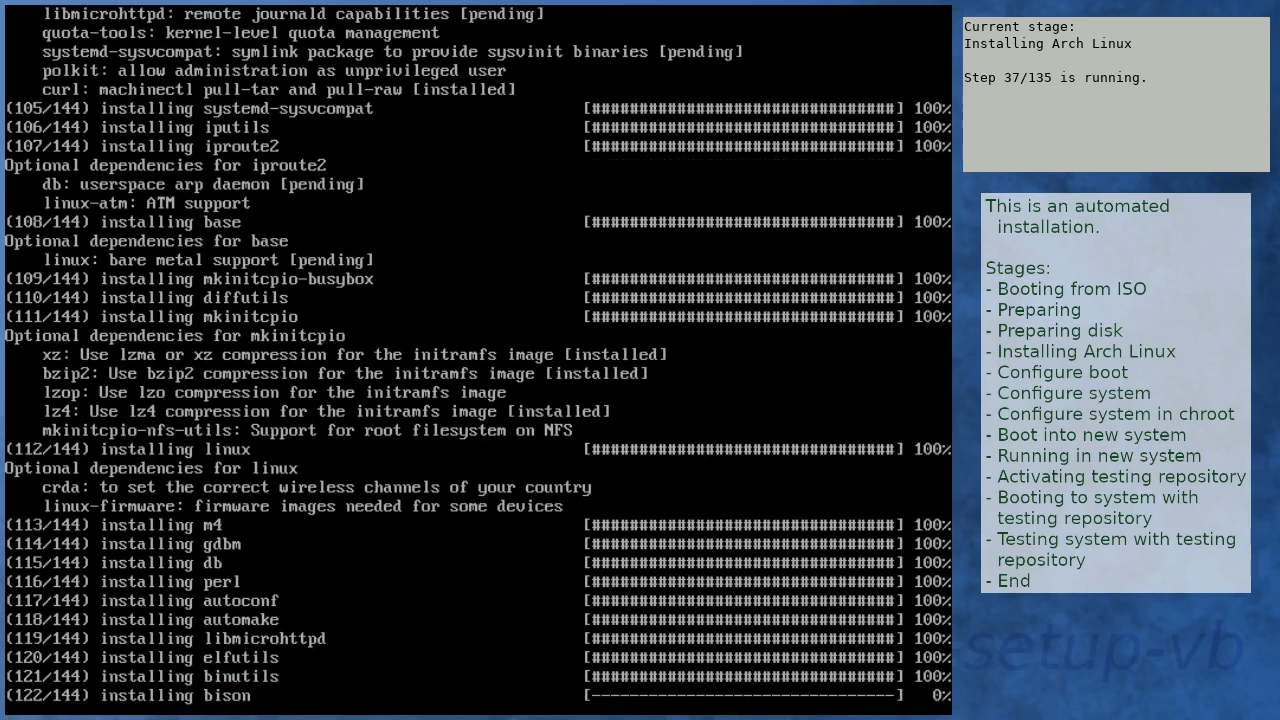 libmicrohttpd: remote journald capabilities [pending]
quota-tools: kernel-level quota management
systemd-sysvcompat: symlink package to provide sysvinit binaries [pending]
polkit: allow administration as unprivileged user
curl: machinectl pull-tar and pull-raw [installed]
(105/144) installing systemd-sysvcompat [################################] 100%
(106/144) installing iputils [################################] 100%
(107/144) installing iproute2 [################################] 100%
Optional dependencies for iproute2
db: userspace arp daemon [pending]
linux-atm: ATM support
(108/144) installing base [################################] 100%
Optional dependencies for base
linux: bare metal support [pending]
(109/144) installing mkinitcpio-busybox [################################] 100%
(110/144) installing diffutils [################################] 100%
(111/144) installing mkinitcpio [################################] 100%
Optional dependencies for mkinitcpio
xz: Use lzma or xz compression for the initramfs image [installed]
bzip2: Use bzip2 compression for the initramfs image [installed]
lzop: Use lzo compression for the initramfs image
lz4: Use lz4 compression for the initramfs image [installed]
mkinitcpio-nfs-utils: Support for root filesystem on NFS
(112/144) installing linux [################################] 100%
Optional dependencies for linux
crda: to set the correct wireless channels of your country
linux-firmware: firmware images needed for some devices
(113/144) installing m4 [################################] 100%
(114/144) installing gdbm [################################] 100%
(115/144) installing db [################################] 100%
(116/144) installing perl [################################] 100%
(117/144) installing autoconf [################################] 100%
(118/144) installing automake [################################] 100%
(119/144) installing libmicrohttpd [################################] 100%
(120/144) installing elfutils [################################] 100%
(121/144) installing binutils [################################] 100%
(122/144) installing bison [--------------------------------] 0%
Current stage:
Installing Arch Linux
Step 37/135 is running.
This is an automated
installation.
Stages:
- Booting from ISO
- Preparing
- Preparing disk
- Installing Arch Linux
- Configure boot
- Configure system
- Configure system in chroot
- Boot into new system
- Running in new system
- Activating testing repository
- Booting to system with
testing repository
- Testing system with testing
repository
- End
setup-vb